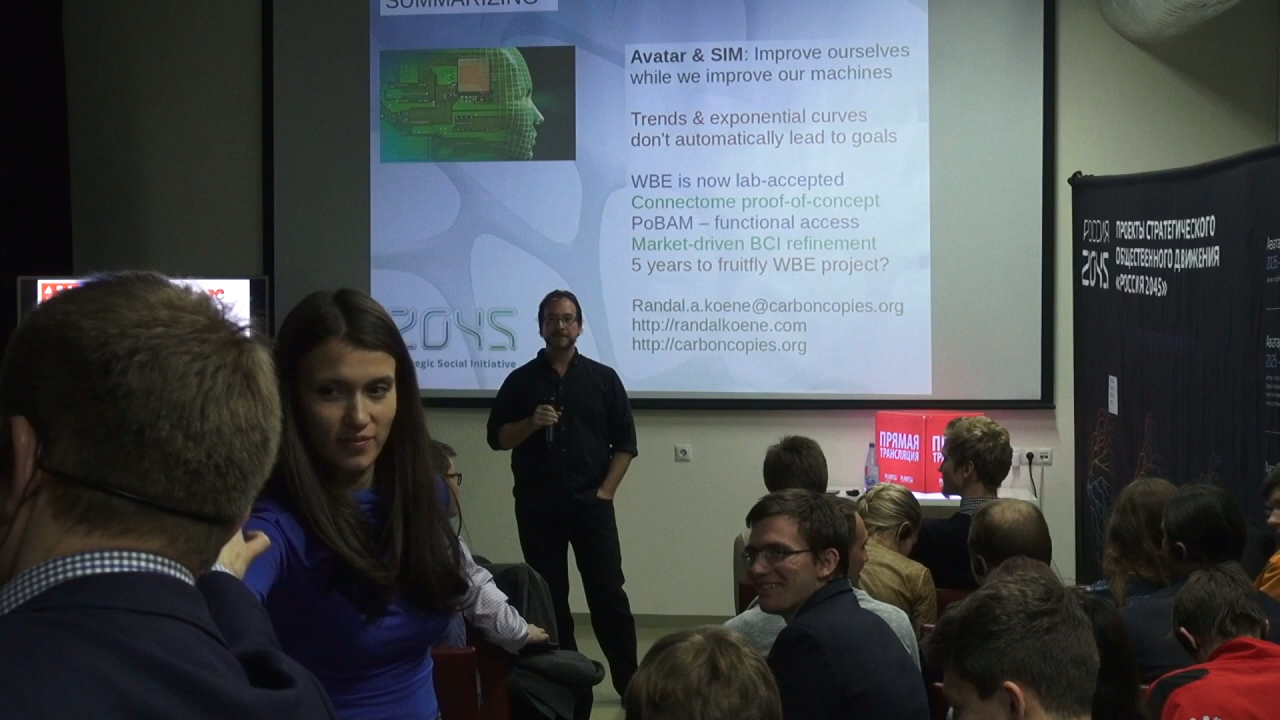 SUMMARIZING
Avatar & SIM: Improve ourselves
while we improve our machines
Trends & exponential curves
don't automatically lead to goals
WBE is now lab-accepted
Connectome proof-of-concept
PoBAM – functional access
Market-driven BCI refinement
5 years to fruitfly WBE project?
Randal.a.koene@carboncopies.org
http://randalkoene.com
http://carboncopies.org
2045
egic Social Initiative
РОССИЯ
2045
ПРОЕКТЫ СТРАТЕГИЧЕСКОГО
ОБЩЕСТВЕННОГО ДВИЖЕНИЯ
«РОССИЯ 2045»
ПРЯМАЯ
ТРАНСЛЯЦИЯ